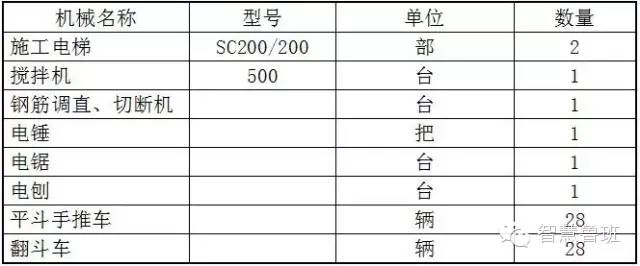 机械名称 型号 单位 数量
施工电梯 SC200/200 部 2
搅拌机 500 台 1
钢筋调直、切断机 台 1
电锤 把 1
电锯 台 1
电刨 台 1
平斗手推车 辆 28
翻斗车 辆 28
智慧鲁班